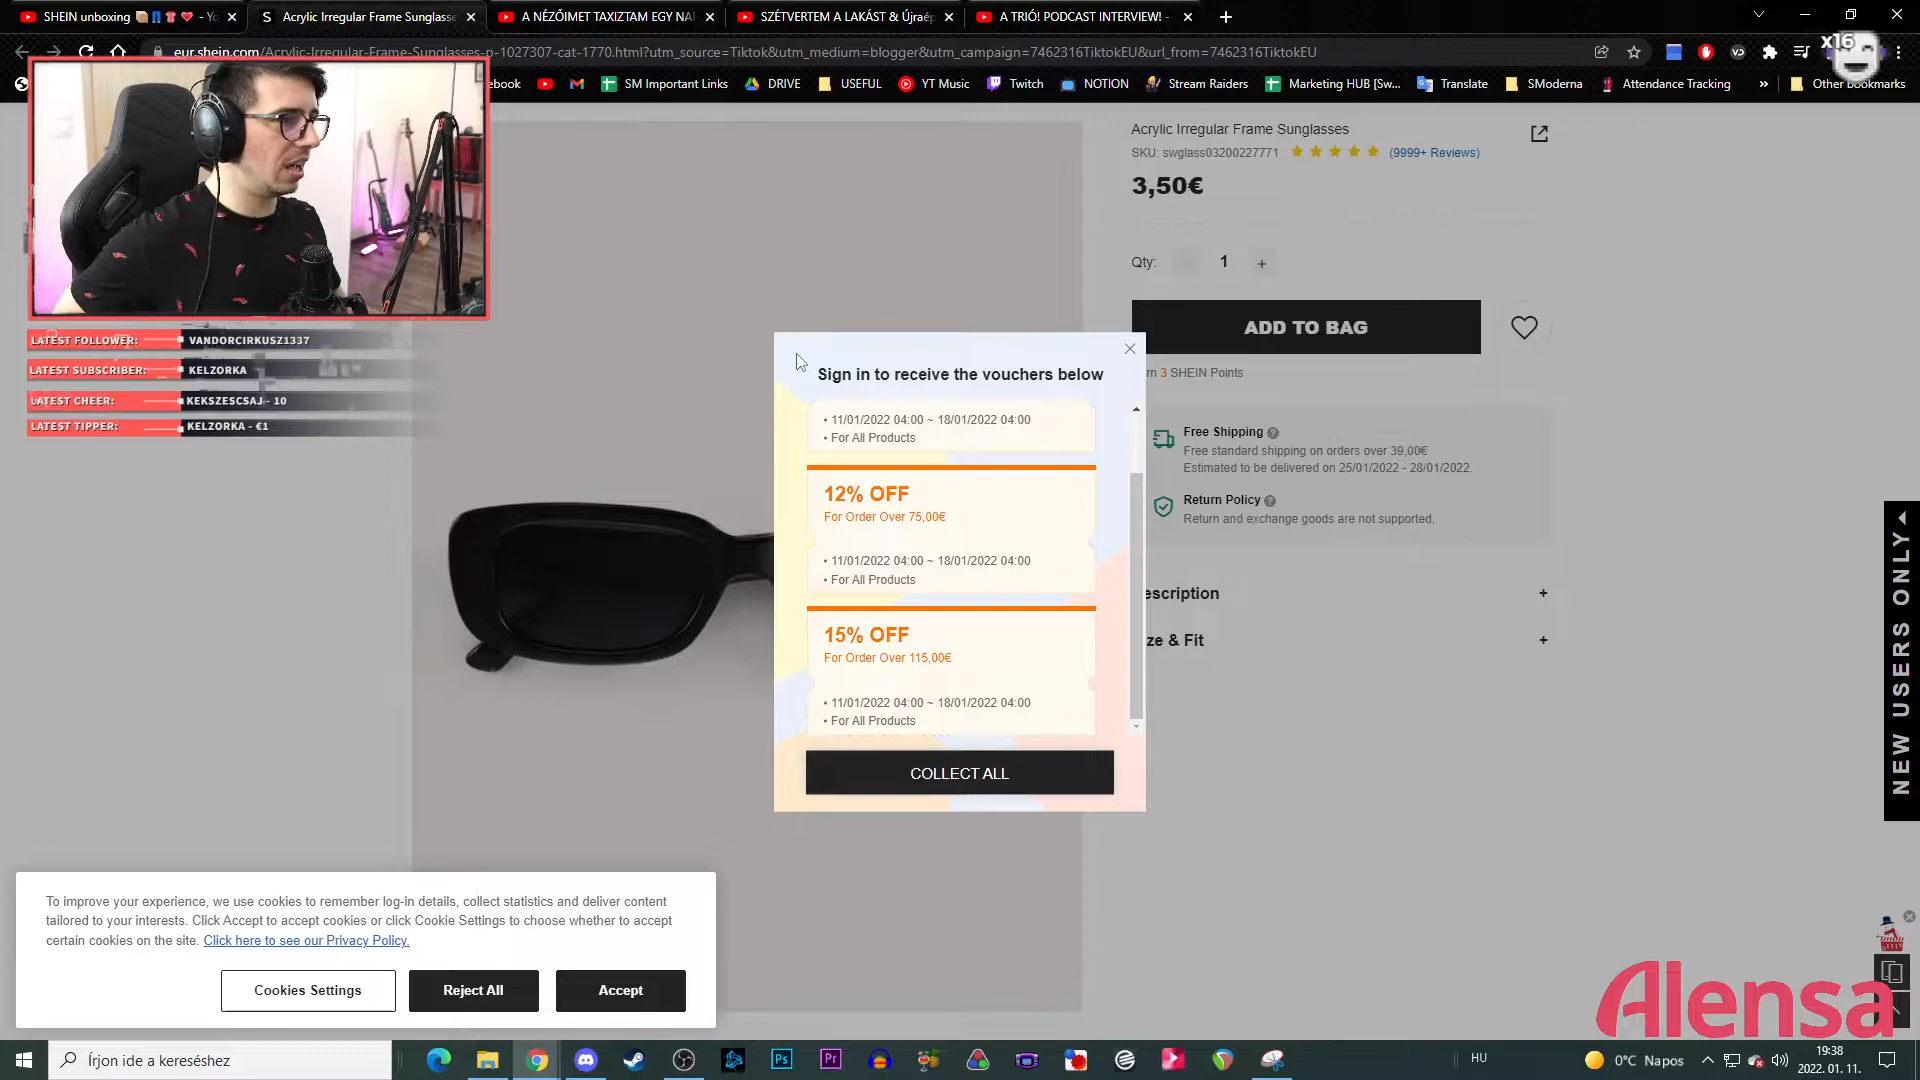 SHEIN unboxing
Acrylic Irregular Frame Sunglasse
A NÉZŐIMET TAXIZTAM EGY NA
SZÉTVERTEM A LAKÁST & Újraép
A TRIÓ! PODCAST INTERVIEW! -
eur.shein.com/Acrylic-Irregular-Frame-Sunglasses-p-1027307-cat-1770.html?utm_source=Tiktok&utm_medium=blogger&utm_campaign=7462316TiktokEU&url_from=7462316TiktokEU
x16
SM Important Links
DRIVE
USEFUL
YT Music
Twitch
NOTION
Stream Raiders
Marketing HUB [Sw...
Translate
SModerna
Attendance Tracking
»
Other bookmarks
Acrylic Irregular Frame Sunglasses
SKU: swglass03200227771
(9999+ Reviews)
3,50€
Qty:
-
1
+
ADD TO BAG
3 SHEIN Points
Free Shipping ?
Free standard shipping on orders over 39,00€
Estimated to be delivered on 25/01/2022 - 28/01/2022.
Return Policy ?
Return and exchange goods are not supported.
escription +
ze & Fit +
NEW USERS ONLY
LATEST FOLLOWER: VANDORCIRKUSZ1337
LATEST SUBSCRIBER: KELZORKA
LATEST CHEER: KEKSZESCSAJ - 10
LATEST TIPPER: KELZORKA - €1
Sign in to receive the vouchers below
• 11/01/2022 04:00 ~ 18/01/2022 04:00
• For All Products
12% OFF
For Order Over 75,00€
• 11/01/2022 04:00 ~ 18/01/2022 04:00
• For All Products
15% OFF
For Order Over 115,00€
• 11/01/2022 04:00 ~ 18/01/2022 04:00
• For All Products
COLLECT ALL
To improve your experience, we use cookies to remember log-in details, collect statistics and deliver content
tailored to your interests. Click Accept to accept cookies or click Cookie Settings to choose whether to accept
certain cookies on the site. Click here to see our Privacy Policy.
Cookies Settings
Reject All
Accept
Alensa
Írjon ide a kereséshez
Ps
Pr
HU
0°C Napos
19:38
2022. 01. 11.